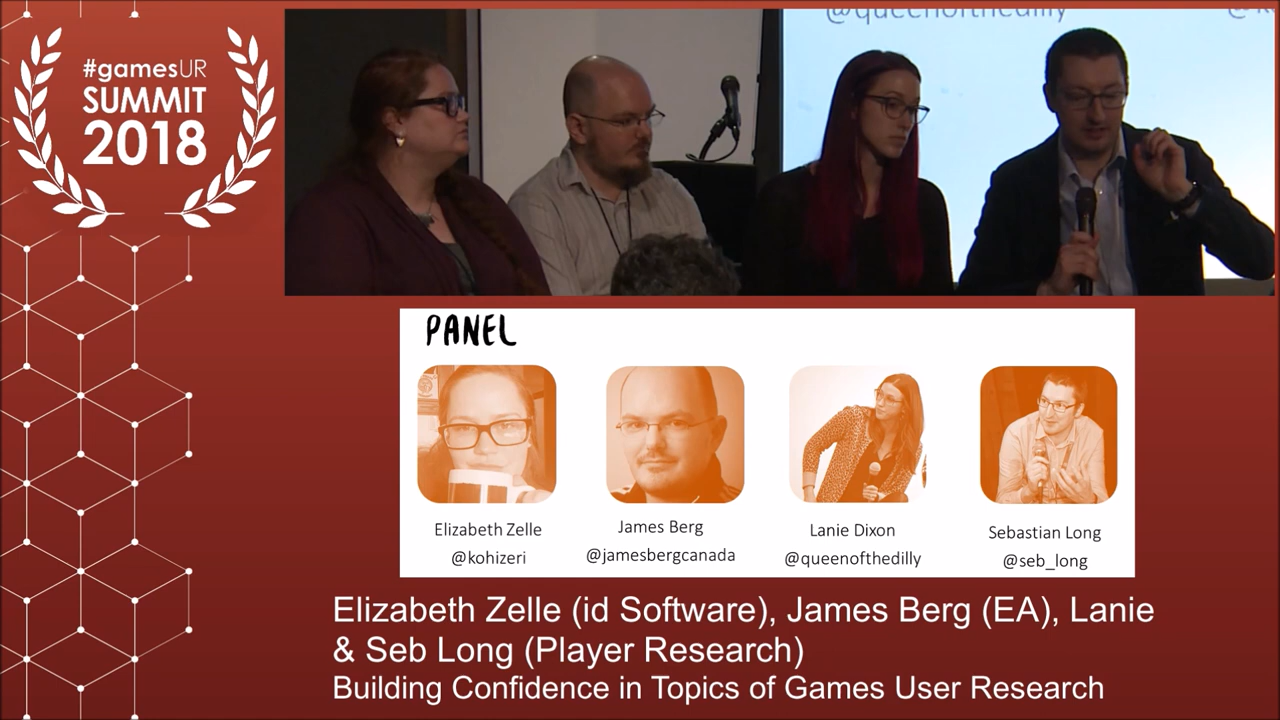 #gamesUR
SUMMIT
2018
@queenofthedilly
PANEL
Elizabeth Zelle
@kohizeri
James Berg
@jamesbergcanada
Lanie Dixon
@queenofthedilly
Sebastian Long
@seb_long
Elizabeth Zelle (id Software), James Berg (EA), Lanie
& Seb Long (Player Research)
Building Confidence in Topics of Games User Research